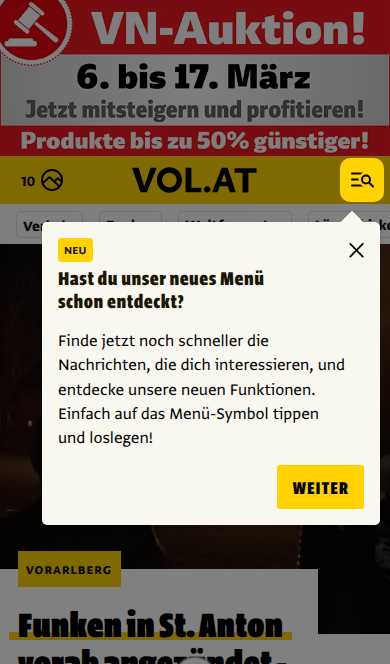 VN-Auktion!
6. bis 17. März
Jetzt mitsteigern und profitieren!
Produkte bis zu 50% günstiger!
10
VOL.AT
NEU
Hast du unser neues Menü
schon entdeckt?
Finde jetzt noch schneller die
Nachrichten, die dich interessieren, und
entdecke unsere neuen Funktionen.
Einfach auf das Menü-Symbol tippen
und loslegen!
WEITER
VORARLBERG
Funken in St. Anton
vorab angezündet-